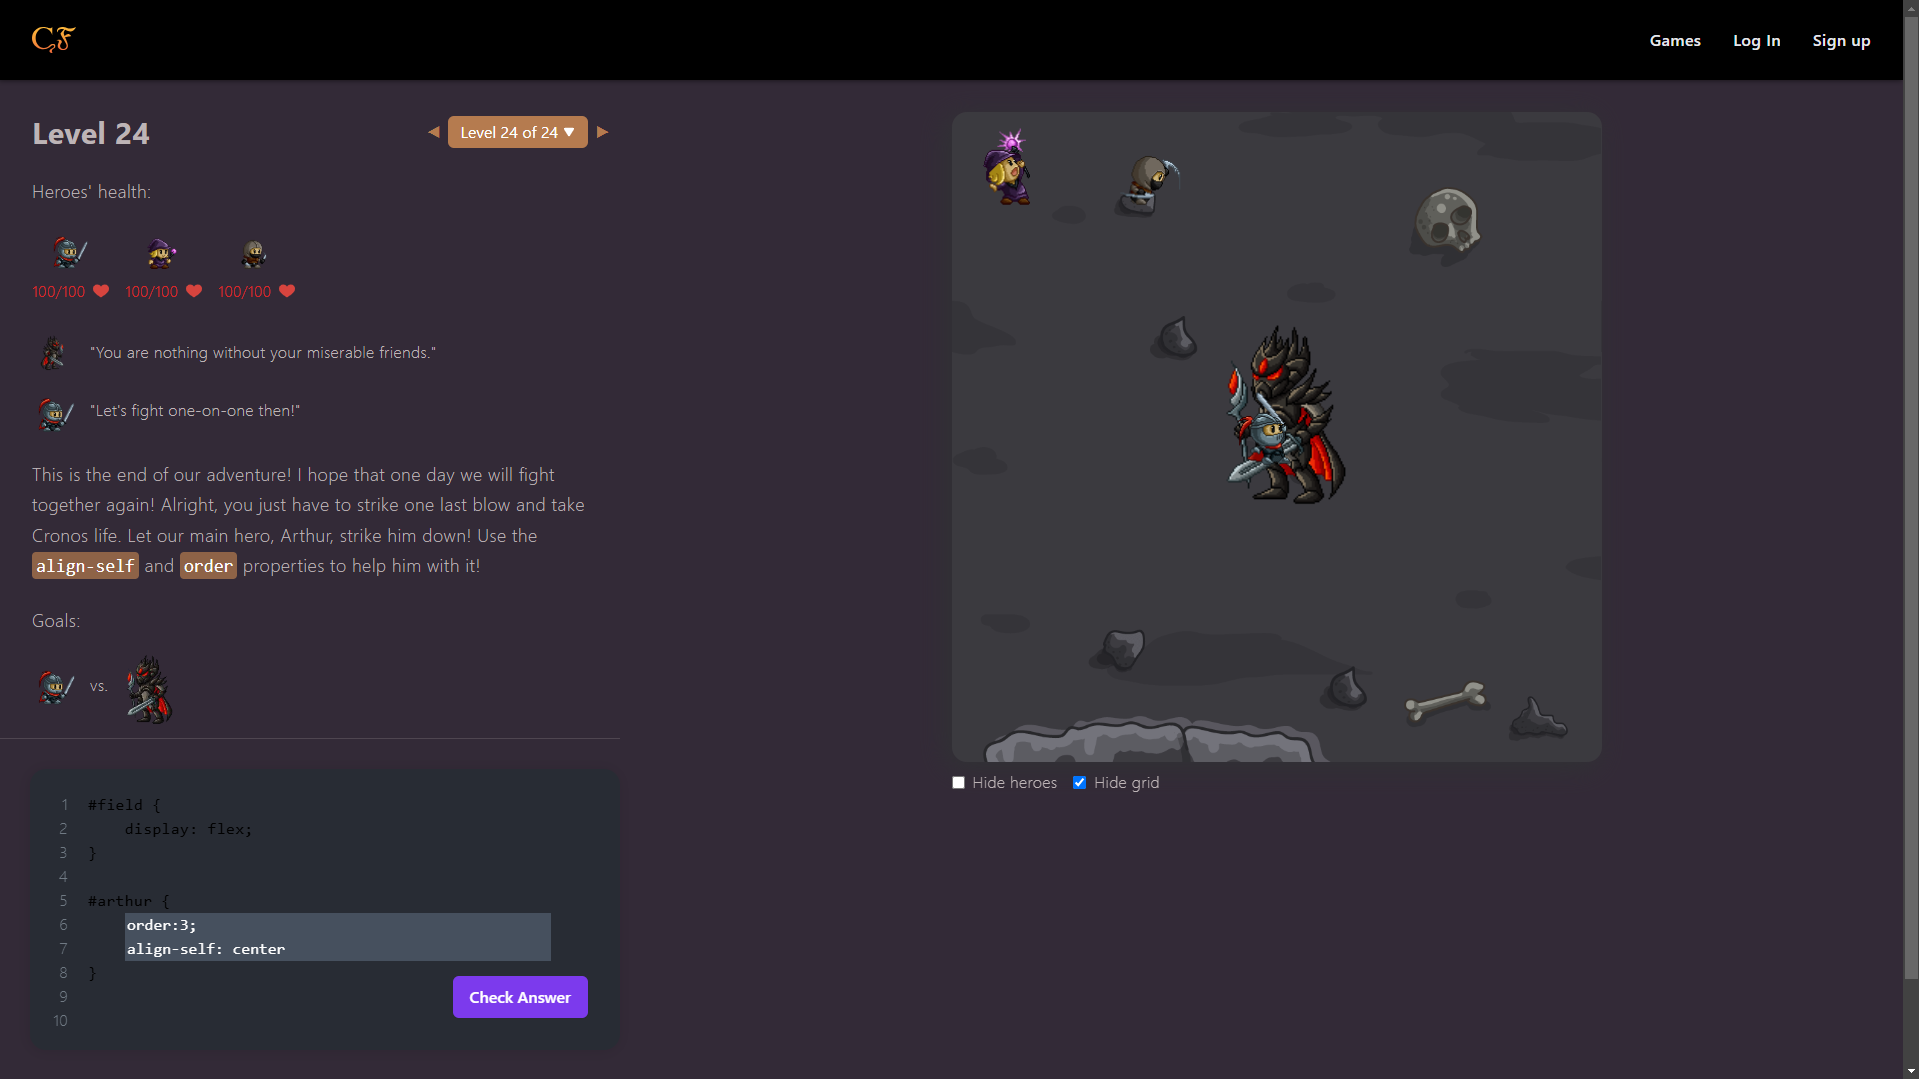 CF
Games
Log In
Sign up
Level 24
Level 24 of 24 ▼
Heroes' health:
100/100
100/100
100/100
"You are nothing without your miserable friends."
"Let's fight one-on-one then!"
This is the end of our adventure! I hope that one day we will fight
together again! Alright, you just have to strike one last blow and take
Cronos life. Let our main hero, Arthur, strike him down! Use the
align-self and order properties to help him with it!
Goals:
vs.
1 #field {
2 display: flex;
3 }
4
5 #arthur {
6 order:3;
7 align-self: center
8 }
9
10
Check Answer
Hide heroes
Hide grid